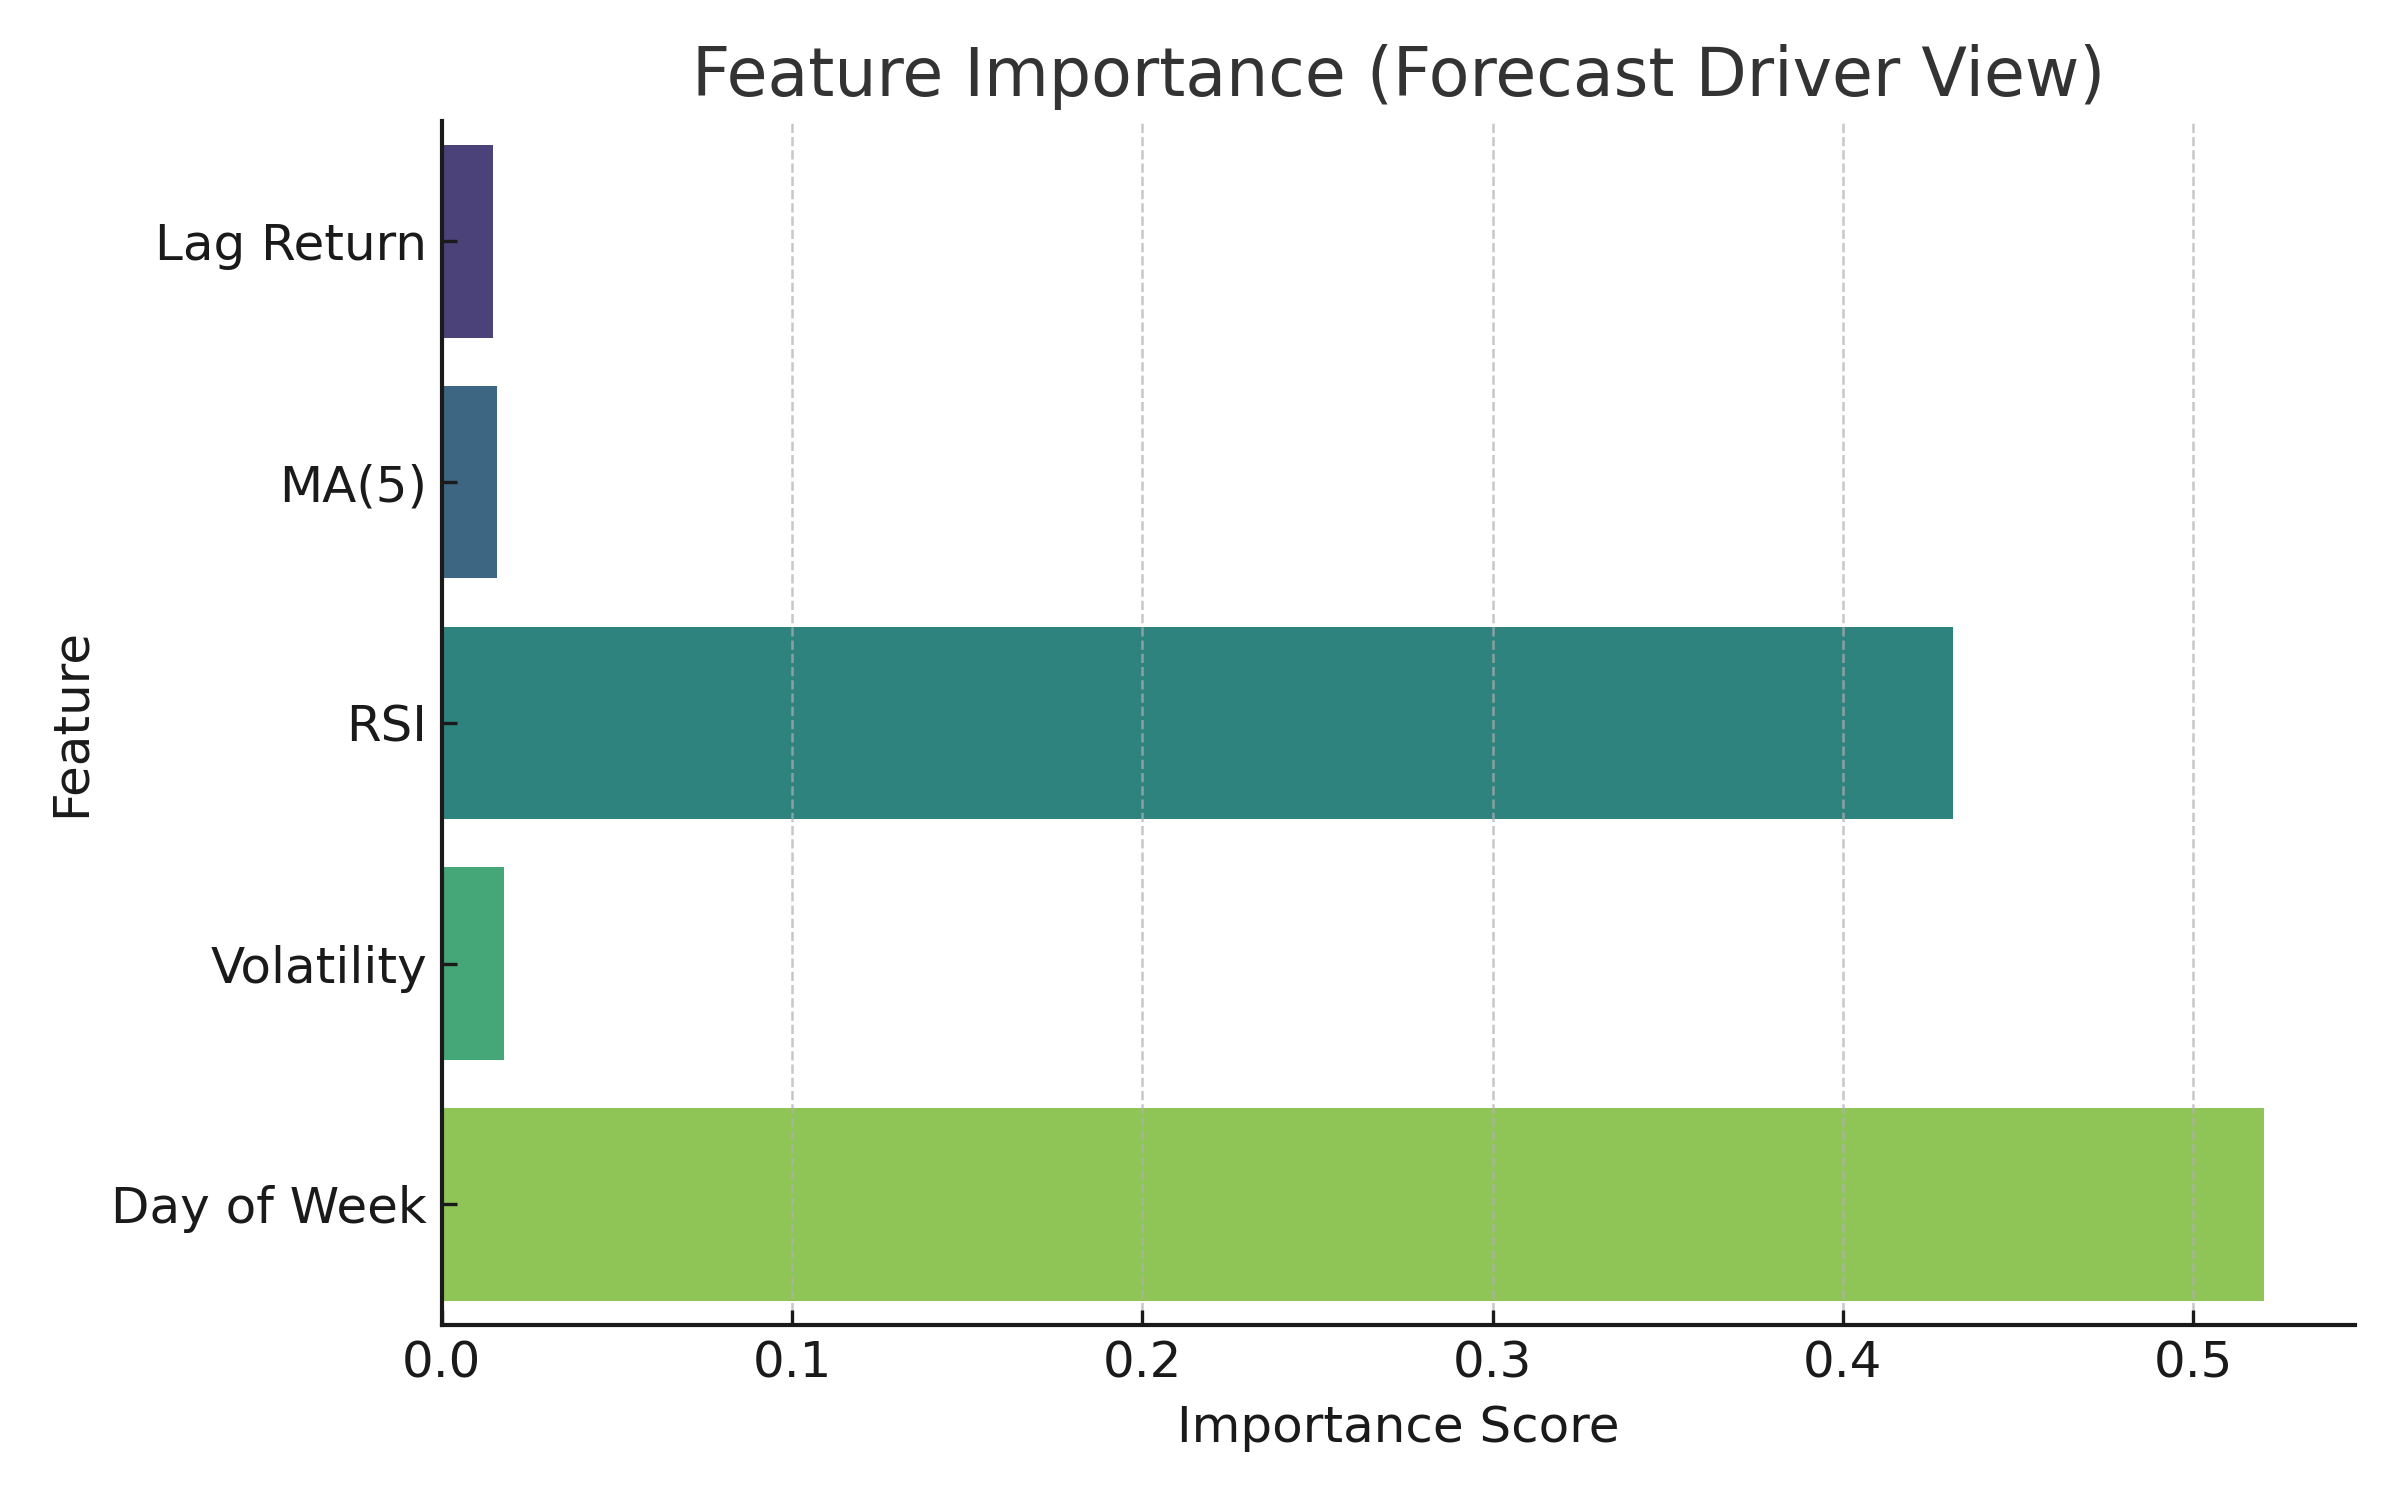 Feature Importance (Forecast Driver View)
Feature
Lag Return
MA(5)
RSI
Volatility
Day of Week
0.0 0.1 0.2 0.3 0.4 0.5
Importance Score